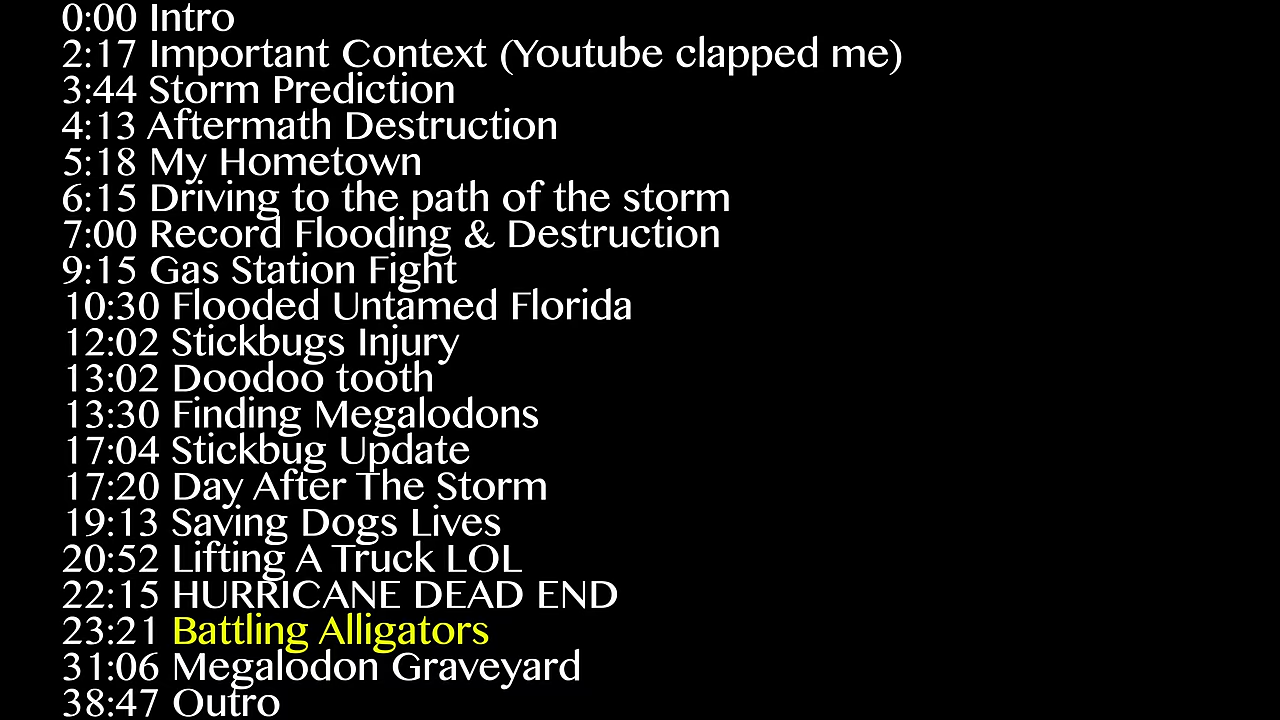 0:00 Intro
2:17 Important Context (Youtube clapped me)
3:44 Storm Prediction
4:13 Aftermath Destruction
5:18 My Hometown
6:15 Driving to the path of the storm
7:00 Record Flooding & Destruction
9:15 Gas Station Fight
10:30 Flooded Untamed Florida
12:02 Stickbugs Injury
13:02 Doodoo tooth
13:30 Finding Megalodons
17:04 Stickbug Update
17:20 Day After The Storm
19:13 Saving Dogs Lives
20:52 Lifting A Truck LOL
22:15 HURRICANE DEAD END
23:21 Battling Alligators
31:06 Megalodon Graveyard
38:47 Outro